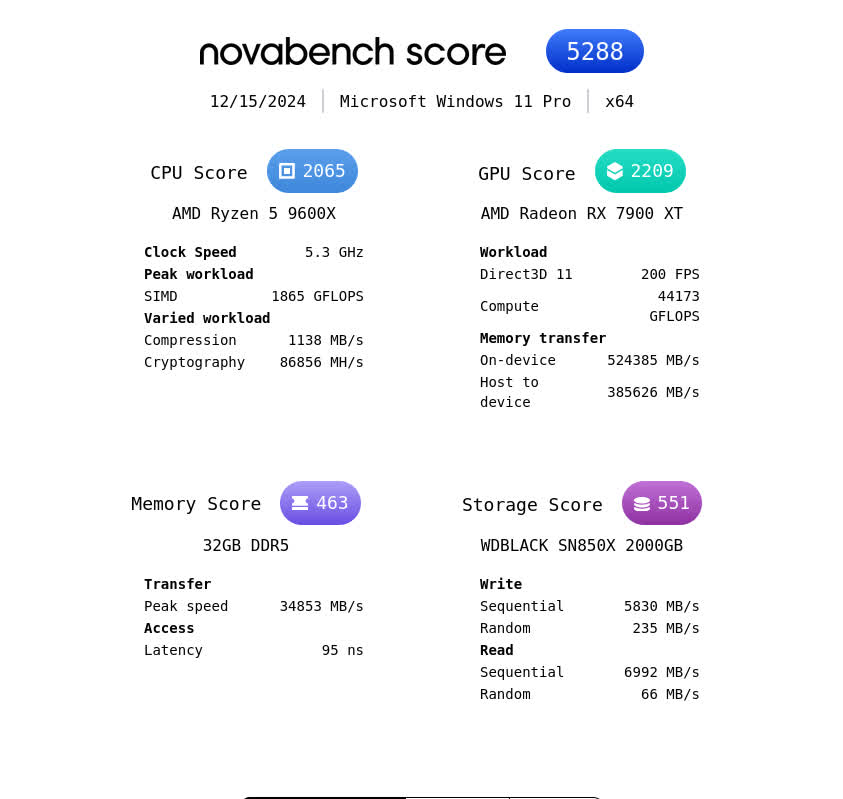 novabench score 5288
12/15/2024 Microsoft Windows 11 Pro x64
CPU Score 2065
AMD Ryzen 5 9600X
Clock Speed 5.3 GHz
Peak workload
SIMD 1865 GFLOPS
Varied workload
Compression 1138 MB/s
Cryptography 86856 MH/s
GPU Score 2209
AMD Radeon RX 7900 XT
Workload
Direct3D 11 200 FPS
Compute 44173
GFLOPS
Memory transfer
On-device 524385 MB/s
Host to
device 385626 MB/s
Memory Score 463
32GB DDR5
Transfer
Peak speed 34853 MB/s
Access
Latency 95 ns
Storage Score 551
WDBLACK SN850X 2000GB
Write
Sequential 5830 MB/s
Random 235 MB/s
Read
Sequential 6992 MB/s
Random 66 MB/s